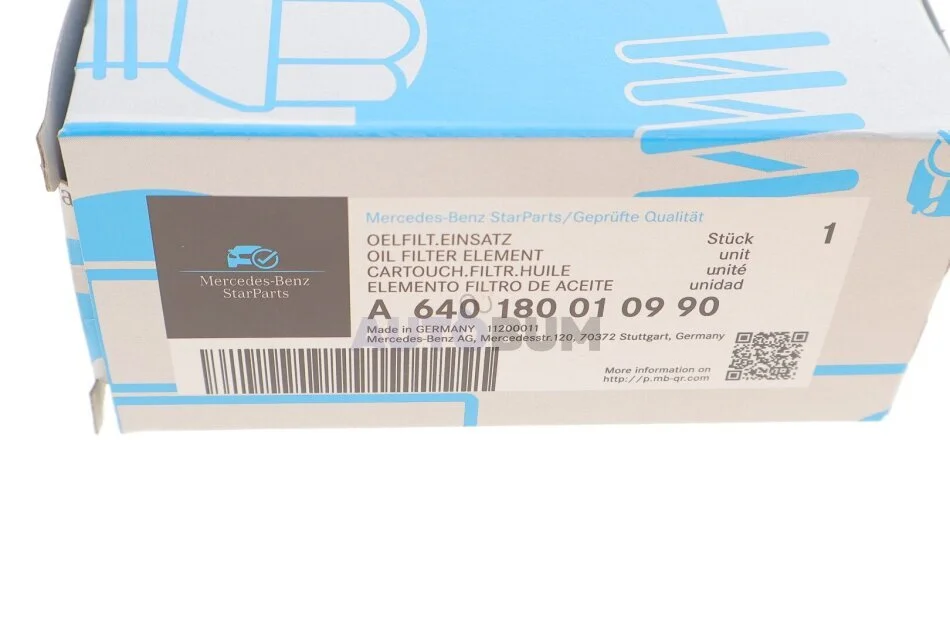 a
Mercedes-Benz StarParts/Geprüfte Qualität
OELFILT.EINSATZ Stück 1
OIL FILTER ELEMENT unit
CARTOUCH.FILTR.HUILE unité
ELEMENTO FILTRO DE ACEITE unidad
Mercedes-Benz
StarParts
A 640 180 01 09 90
AUTODUM
Made in GERMANY 11200011
Mercedes-Benz AG, Mercedesstr.120, 70372 Stuttgart, Germany
More information on
http://p.mb-qr.com